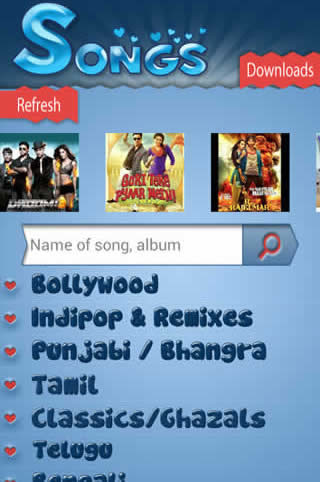 Songs
Downloads
Refresh
DHOOM:3
GORI TERE
PYAAR MEIN!
R...
RAJKUMAR
Name of song, album
Bollywood
Indipop & Remixes
Punjabi / Bhangra
Tamil
Classics/Ghazals
Telugu
Bengali